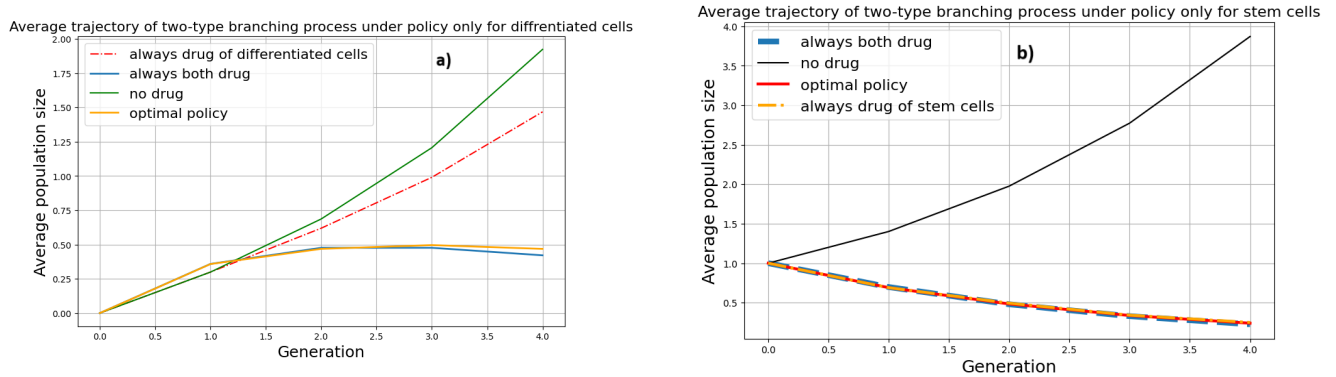 Average trajectory of two-type branching process under policy only for diffrentiated cells
a)
always drug of differentiated cells
always both drug
no drug
optimal policy
Average population size
2.00
1.75
1.50
1.25
1.00
0.75
0.50
0.25
0.00
0.0 0.5 1.0 1.5 2.0 2.5 3.0 3.5 4.0
Generation
Average trajectory of two-type branching process under policy only for stem cells
b)
always both drug
no drug
optimal policy
always drug of stem cells
Average population size
4.0
3.5
3.0
2.5
2.0
1.5
1.0
0.5
0.0 0.5 1.0 1.5 2.0 2.5 3.0 3.5 4.0
Generation